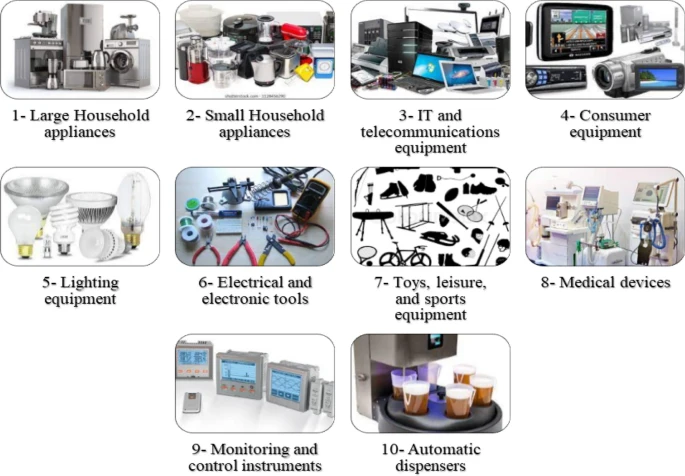 1- Large Household
appliances
2- Small Household
appliances
3- IT and
telecommunications
equipment
4- Consumer
equipment
5- Lighting
equipment
6- Electrical and
electronic tools
7- Toys, leisure,
and sports
equipment
8- Medical devices
9- Monitoring and
control instruments
10- Automatic
dispensers